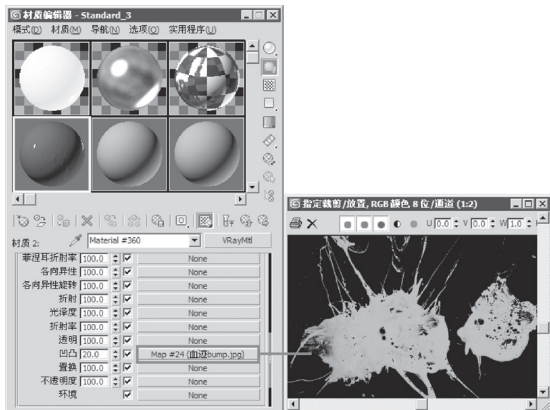 材质编辑器 - Standard_3
模式(D) 材质(M) 导航(N) 选项(O) 实用程序(U)
材质 2: Material #360 VRayMtl
菲涅耳折射率 100.0 None
各向异性 100.0 None
各向异性旋转 100.0 None
折射 100.0 None
光泽度 100.0 None
折射率 100.0 None
透明 100.0 None
凹凸 20.0 Map #24 (血迹bump.jpg)
置换 100.0 None
不透明度 100.0 None
环境 None
指定裁剪/放置, RGB 颜色 8 位/通道 (1:2)
U 0.0 V 0.0 W 1.0